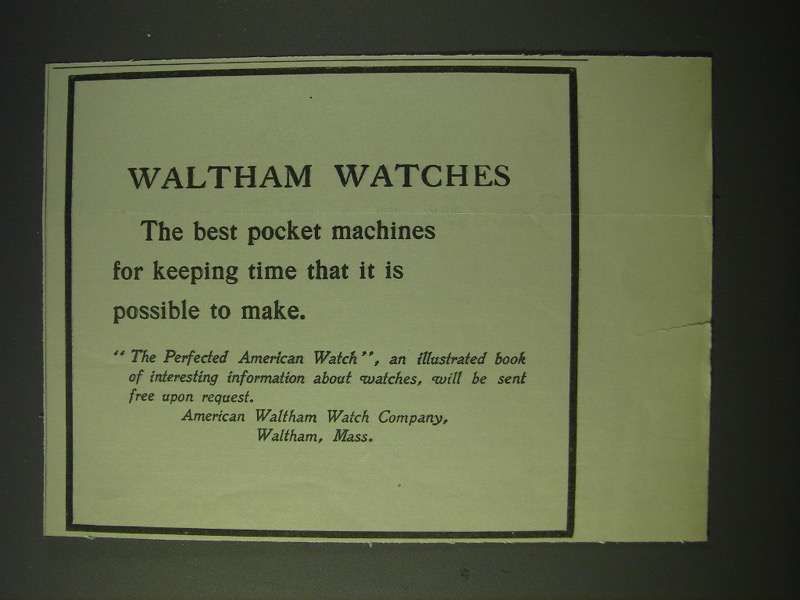 WALTHAM WATCHES
The best pocket machines
for keeping time that it is
possible to make.
"The Perfected American Watch", an illustrated book
of interesting information about watches, will be sent
free upon request.
American Waltham Watch Company,
Waltham, Mass.